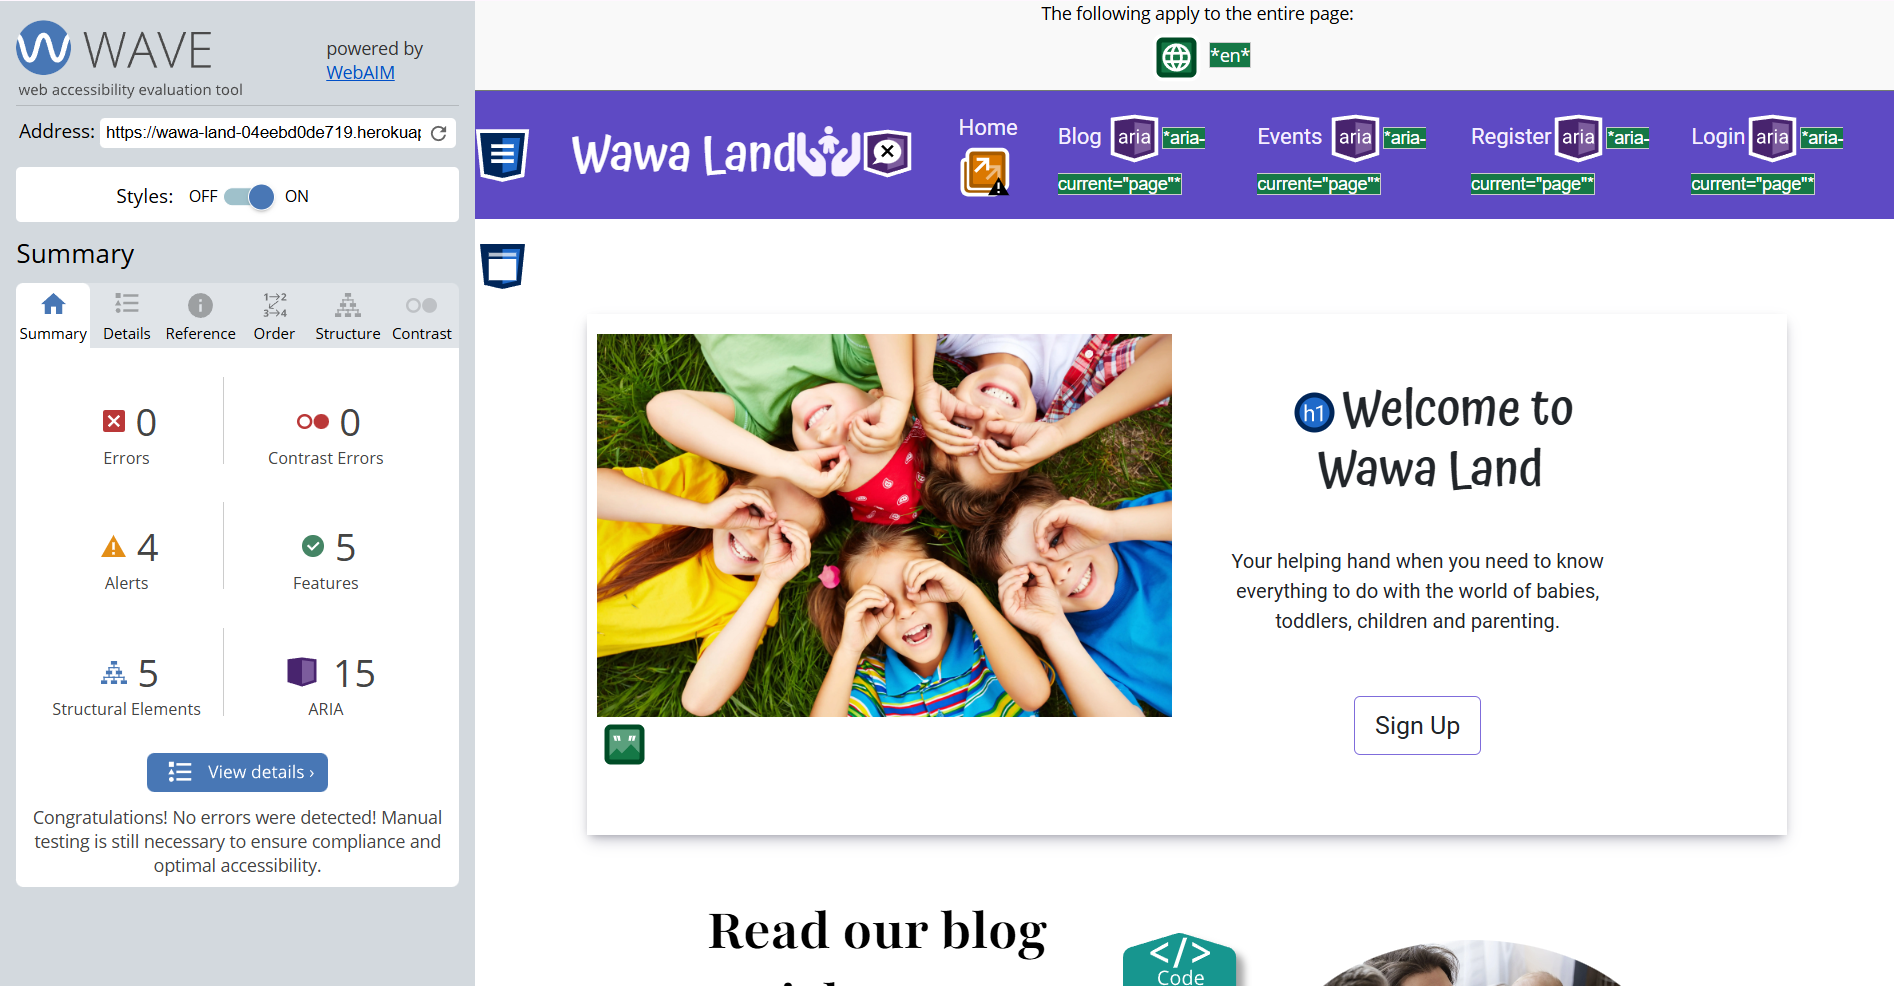 WAVE
powered by
WebAIM
web accessibility evaluation tool
Address: https://wawa-land-04eebd0de719.herokuap
Styles: OFF ON
Summary
Summary Details Reference Order Structure Contrast
0 Errors
0 Contrast Errors
4 Alerts
5 Features
5 Structural Elements
15 ARIA
View details ›
Congratulations! No errors were detected! Manual
testing is still necessary to ensure compliance and
optimal accessibility.
The following apply to the entire page:
*en*
Wawa Land
Home
Blog aria *aria-
current="page"*
Events aria *aria-
current="page"*
Register aria *aria-
current="page"*
Login aria *aria-
current="page"*
h1 Welcome to
Wawa Land
Your helping hand when you need to know
everything to do with the world of babies,
toddlers, children and parenting.
Sign Up
Read our blog
</> Code